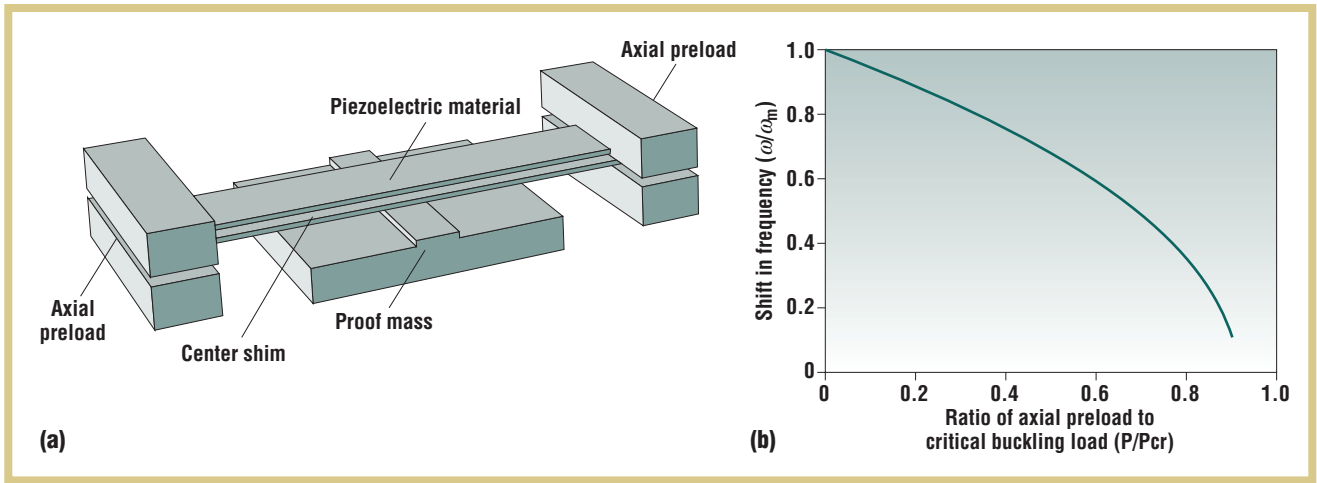 Axial preload
Piezoelectric material
Axial
preload
Center shim
Proof mass
(a)
Shift in frequency (ω/ωm)
1.0
0.8
0.6
0.4
0.2
0
0 0.2 0.4 0.6 0.8 1.0
Ratio of axial preload to
critical buckling load (P/Pcr)
(b)